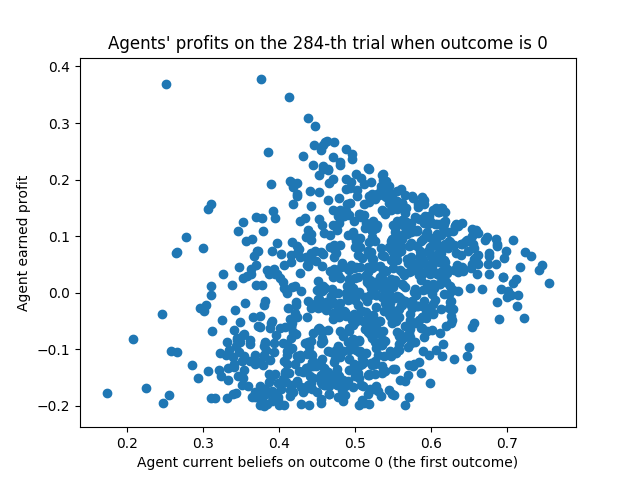 Agents' profits on the 284-th trial when outcome is 0
0.4
0.3
0.2
0.1
0.0
−0.1
−0.2
Agent earned profit
0.2 0.3 0.4 0.5 0.6 0.7
Agent current beliefs on outcome 0 (the first outcome)